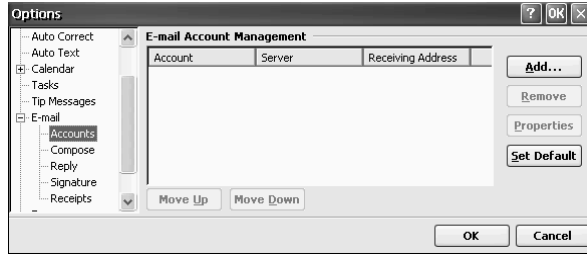 Options
? OK
Auto Correct
Auto Text
Calendar
Tasks
Tip Messages
E-mail
Accounts
Compose
Reply
Signature
Receipts
E-mail Account Management
Account Server Receiving Address
Add...
Remove
Properties
Set Default
Move Up Move Down
OK Cancel